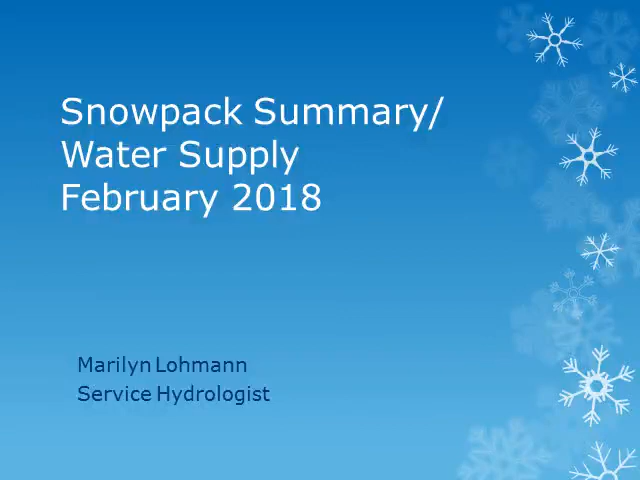 Snowpack Summary/
Water Supply
February 2018
Marilyn Lohmann
Service Hydrologist